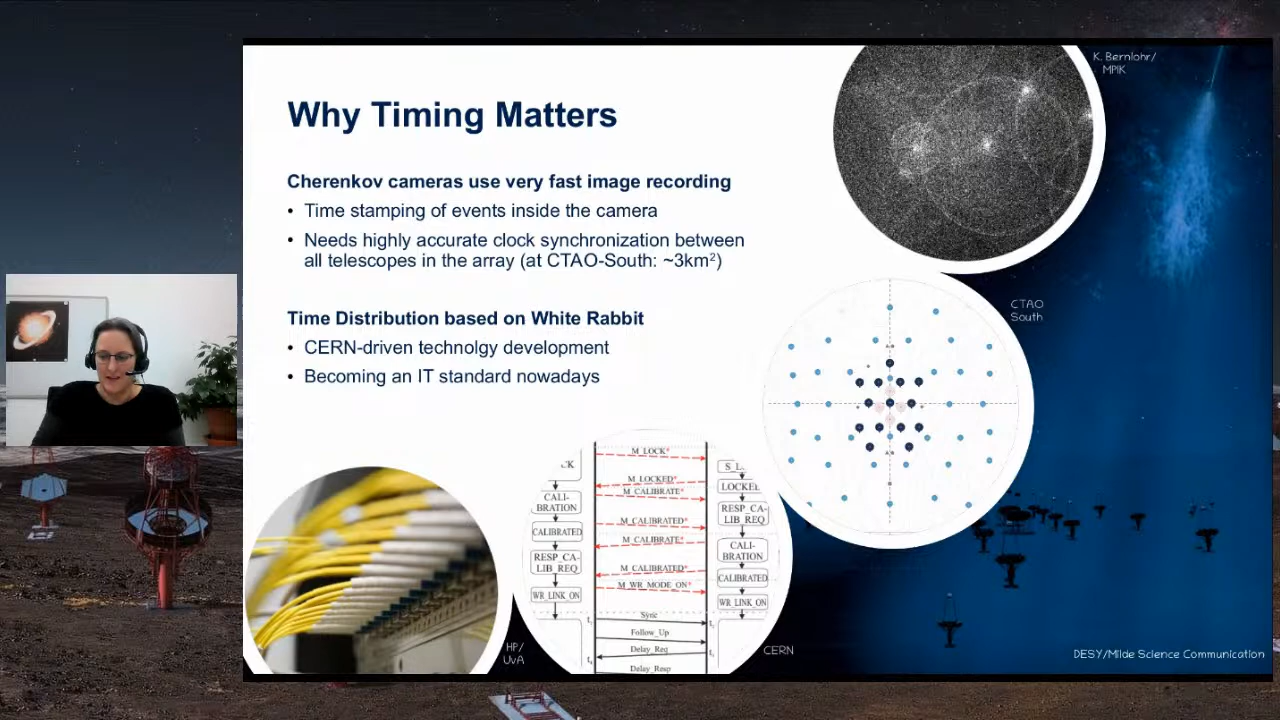 Why Timing Matters
Cherenkov cameras use very fast image recording
• Time stamping of events inside the camera
• Needs highly accurate clock synchronization between
all telescopes in the array (at CTAO-South: ~3km²)
Time Distribution based on White Rabbit
• CERN-driven technolgy development
• Becoming an IT standard nowadays
K. Bernlohr/
MPIK
CTAO
South
CK
CALI-
BRATION
CALIBRATED
RESP_CA-
LIB_REQ
WR_LINK_ON
M_LOCK*
M_LOCKED*
M_CALIBRATE*
M_CALIBRATED*
M_CALIBRATE*
M_CALIBRATED*
M_WR_MODE_ON*
Sync
Follow_Up
Delay_Req
Delay_Resp
S_L
LOCKED
RESP_CA-
LIB_REQ
CALI-
BRATION
CALIBRATED
WR_LINK_ON
HP/
UvA
CERN
DESY/Milde Science Communication